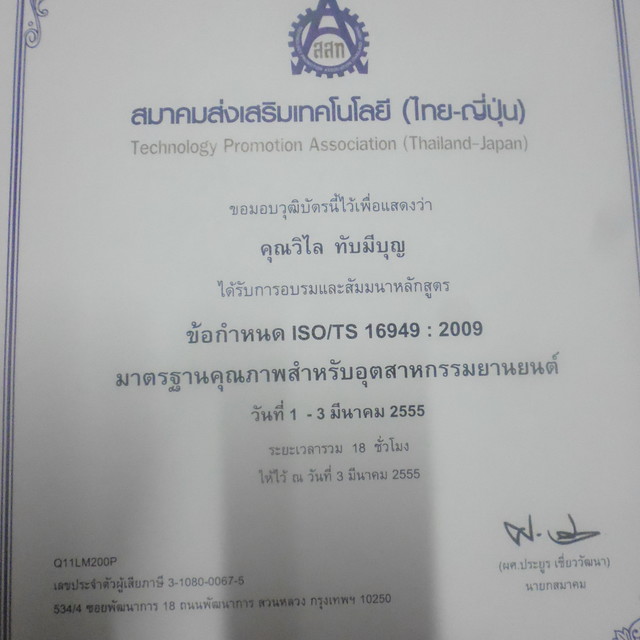 สสท
สมาคมส่งเสริมเทคโนโลยี (ไทย-ญี่ปุ่น)
Technology Promotion Association (Thailand-Japan)
ขอมอบวุฒิบัตรนี้ไว้เพื่อแสดงว่า
คุณวิไล ทับมีบุญ
ได้รับการอบรมและสัมมนาหลักสูตร
ข้อกำหนด ISO/TS 16949 : 2009
มาตรฐานคุณภาพสำหรับอุตสาหกรรมยานยนต์
วันที่ 1 - 3 มีนาคม 2555
ระยะเวลารวม 18 ชั่วโมง
ให้ไว้ ณ วันที่ 3 มีนาคม 2555
(ผศ.ประยูร เชี่ยววัฒนา)
นายกสมาคม
Q11LM200P
เลขประจำตัวผู้เสียภาษี 3-1080-0067-5
534/4 ซอยพัฒนาการ 18 ถนนพัฒนาการ สวนหลวง กรุงเทพฯ 10250